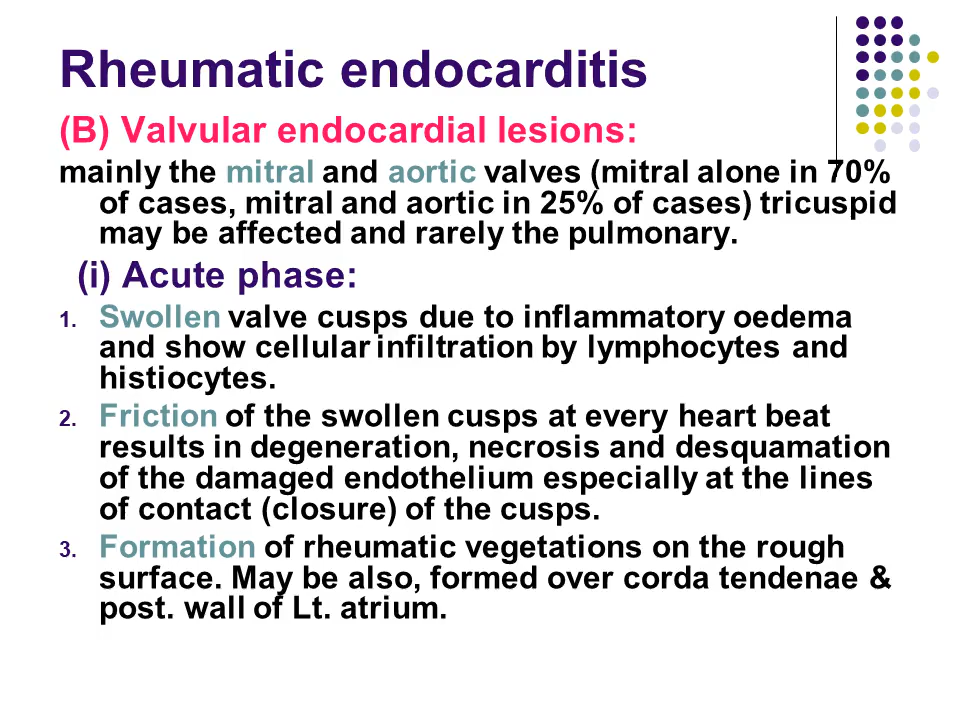 Rheumatic endocarditis
(B) Valvular endocardial lesions:
mainly the mitral and aortic valves (mitral alone in 70%
of cases, mitral and aortic in 25% of cases) tricuspid
may be affected and rarely the pulmonary.
(i) Acute phase:
1. Swollen valve cusps due to inflammatory oedema
and show cellular infiltration by lymphocytes and
histiocytes.
2. Friction of the swollen cusps at every heart beat
results in degeneration, necrosis and desquamation
of the damaged endothelium especially at the lines
of contact (closure) of the cusps.
3. Formation of rheumatic vegetations on the rough
surface. May be also, formed over corda tendenae &
post. wall of Lt. atrium.